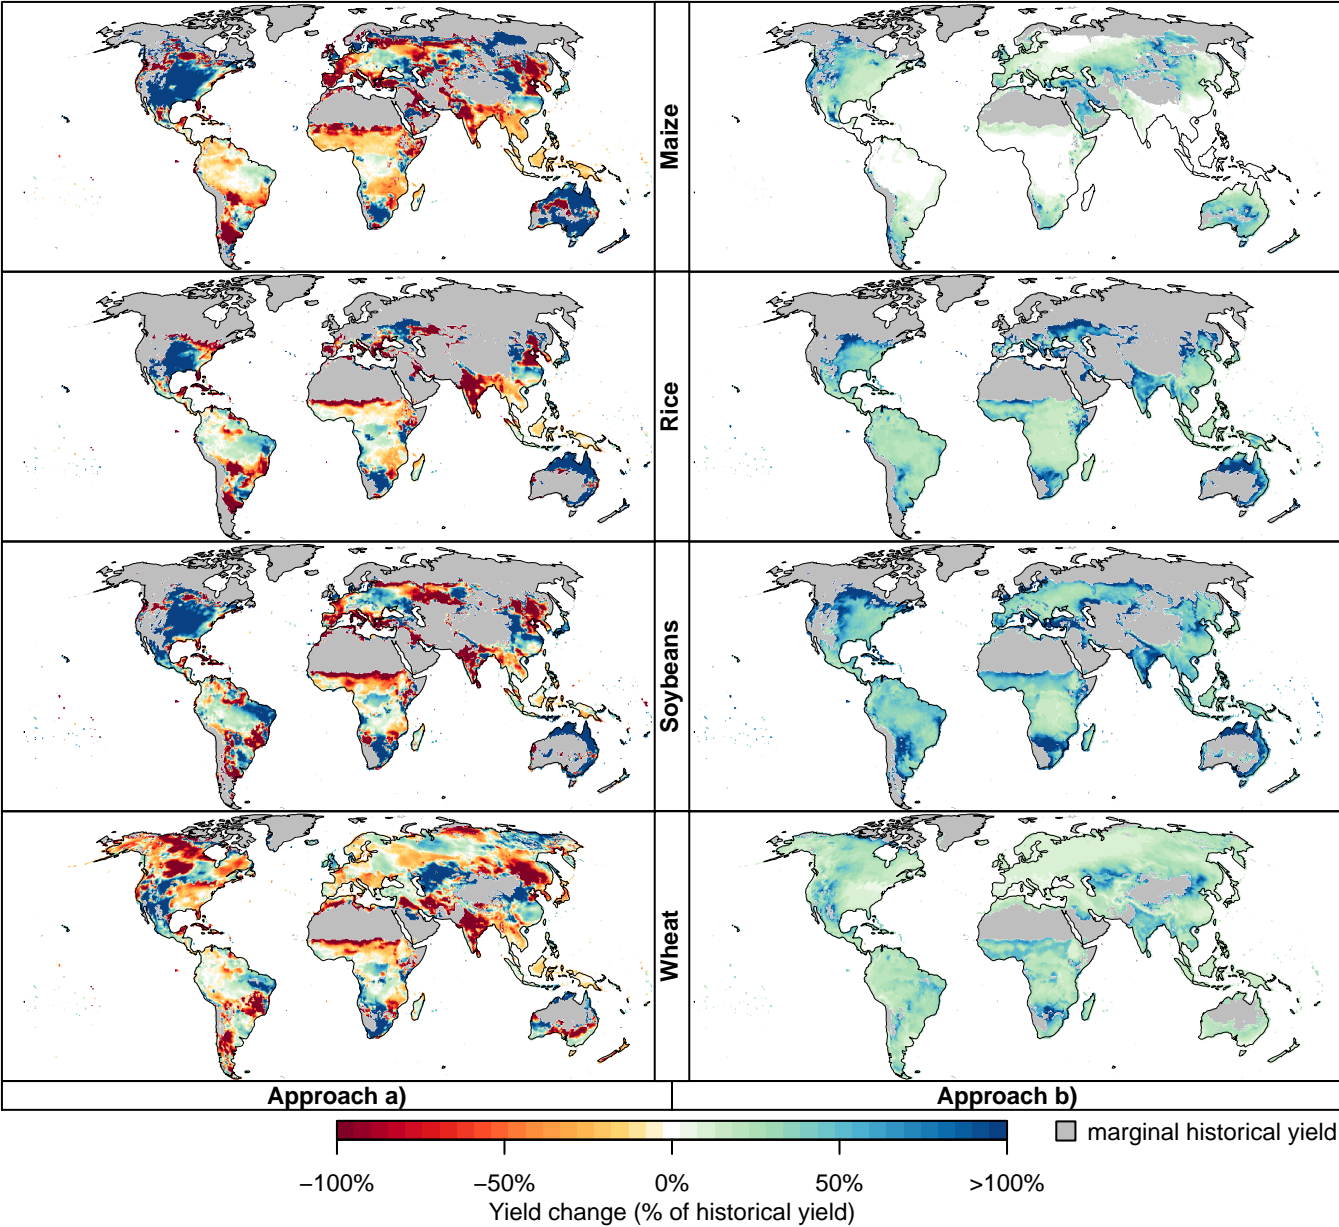 Maize
Rice
Soybeans
Wheat
Approach a)
Approach b)
marginal historical yield
−100%
−50%
0%
50%
>100%
Yield change (% of historical yield)